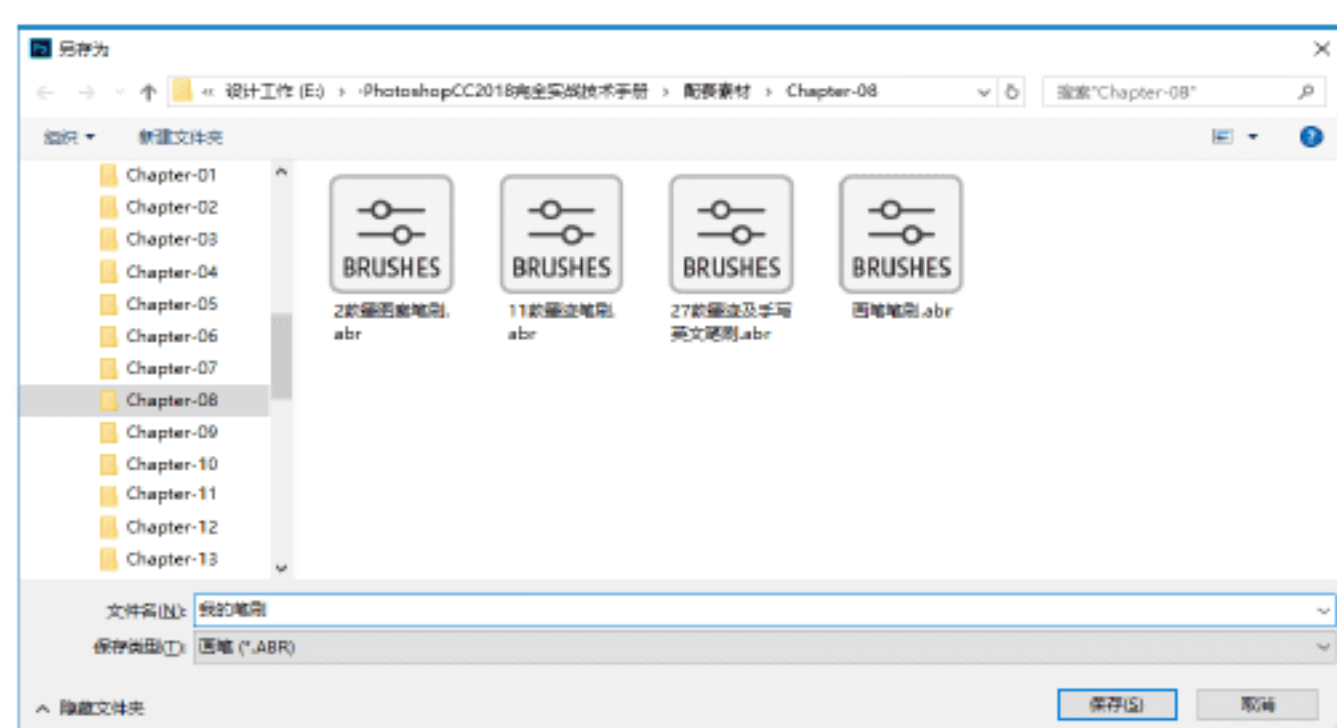 Ps 另存为
« 设计工作 (E:) › ·PhotoshopCC2018完全实战技术手册 › 配赛素材 › Chapter-08
搜索"Chapter-08"
组织
新建文件夹
Chapter-01
Chapter-02
Chapter-03
Chapter-04
Chapter-05
Chapter-06
Chapter-07
Chapter-08
Chapter-09
Chapter-10
Chapter-11
Chapter-12
Chapter-13
BRUSHES
2款墨图案笔刷.
abr
BRUSHES
11款墨迹笔刷.
abr
BRUSHES
27款墨迹及手写
英文笔刷.abr
BRUSHES
画笔笔刷.abr
文件名(N): 我的笔刷
保存类型(T): 画笔 (*.ABR)
隐藏文件夹
保存(S)
取消